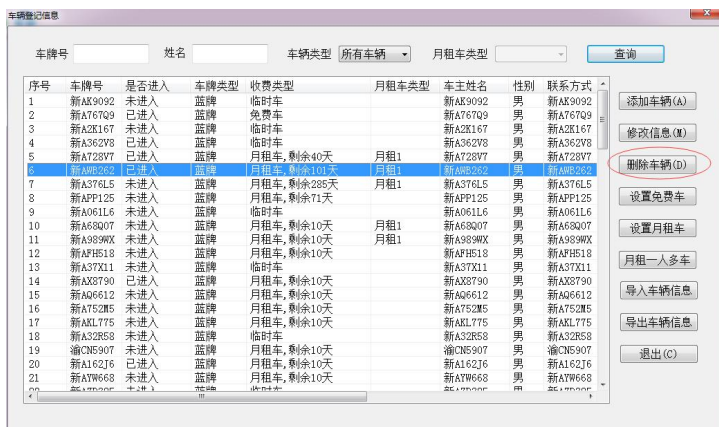 车辆登记信息
车牌号 姓名 车辆类型 所有车辆 月租车类型 查询
序号 车牌号 是否进入 车牌类型 收费类型 月租车类型 车主姓名 性别 联系方式
1 新AK9092 未进入 蓝牌 临时车 新AK9092 男 新AK9092
2 新A767Q9 已进入 蓝牌 免费车 新A767Q9 男 新A767Q9
3 新A2K167 未进入 蓝牌 临时车 新A2K167 男 新A2K167
4 新A362V8 已进入 蓝牌 临时车 新A362V8 男 新A362V8
5 新A728V7 已进入 蓝牌 月租车,剩余40天 月租1 新A728V7 男 新A728V7
6 新AWB262 已进入 蓝牌 月租车,剩余101天 月租1 新AWB262 男 新AWB262
7 新A376L5 未进入 蓝牌 月租车,剩余285天 月租1 新A376L5 男 新A376L5
8 新APP125 未进入 蓝牌 月租车,剩余71天 新APP125 男 新APP125
9 新A061L6 未进入 蓝牌 临时车 新A061L6 男 新A061L6
10 新A68Q07 未进入 蓝牌 月租车,剩余10天 月租1 新A68Q07 男 新A68Q07
11 新A989WX 未进入 蓝牌 月租车,剩余10天 月租1 新A989WX 男 新A989WX
12 新AFH518 未进入 蓝牌 月租车,剩余10天 新AFH518 男 新AFH518
13 新A37X11 未进入 蓝牌 临时车 新A37X11 男 新A37X11
14 新AX8790 已进入 蓝牌 月租车,剩余10天 新AX8790 男 新AX8790
15 新AQ6612 未进入 蓝牌 月租车,剩余10天 新AQ6612 男 新AQ6612
16 新A752M5 未进入 蓝牌 月租车,剩余10天 新A752M5 男 新A752M5
17 新AKL775 未进入 蓝牌 月租车,剩余10天 新AKL775 男 新AKL775
18 新A32R58 未进入 蓝牌 临时车 新A32R58 男 新A32R58
19 渝CN5907 未进入 蓝牌 月租车,剩余10天 渝CN5907 男 渝CN5907
20 新A162J6 已进入 蓝牌 月租车,剩余10天 新A162J6 男 新A162J6
21 新AYW668 未进入 蓝牌 月租车,剩余10天 新AYW668 男 新AYW668
添加车辆(A)
修改信息(M)
删除车辆(D)
设置免费车
设置月租车
月租一人多车
导入车辆信息
导出车辆信息
退出(C)